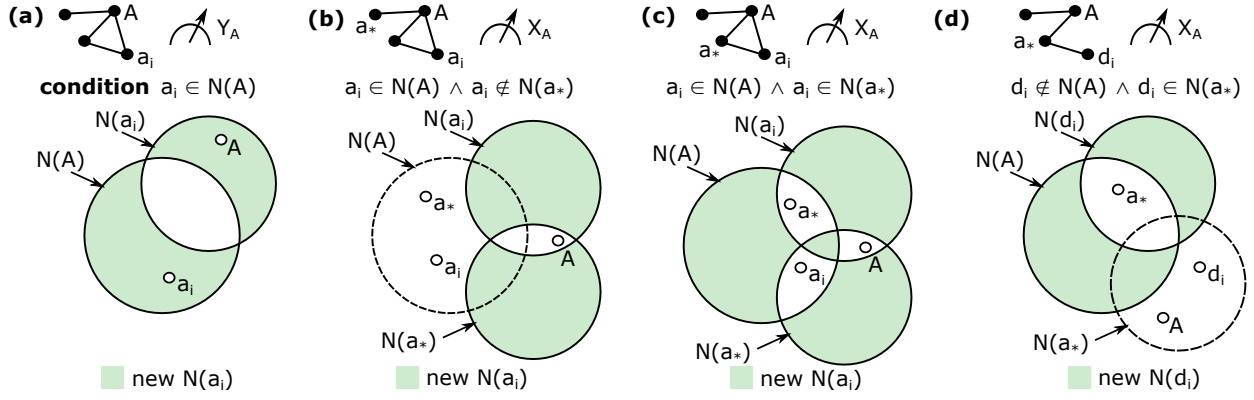 (a) A Y_A a_i
condition a_i ∈ N(A)
N(a_i)
N(A)
A
a_i
new N(a_i)
(b) A a_* X_A a_i
a_i ∈ N(A) ∧ a_i ∉ N(a_*)
N(a_i)
N(A)
a_*
a_i
A
N(a_*)
new N(a_i)
(c) A a_* X_A a_i
a_i ∈ N(A) ∧ a_i ∈ N(a_*)
N(a_i)
N(A)
a_*
a_i
A
N(a_*)
new N(a_i)
(d) A a_* X_A d_i
d_i ∉ N(A) ∧ d_i ∈ N(a_*)
N(d_i)
N(A)
a_*
d_i
A
N(a_*)
new N(d_i)